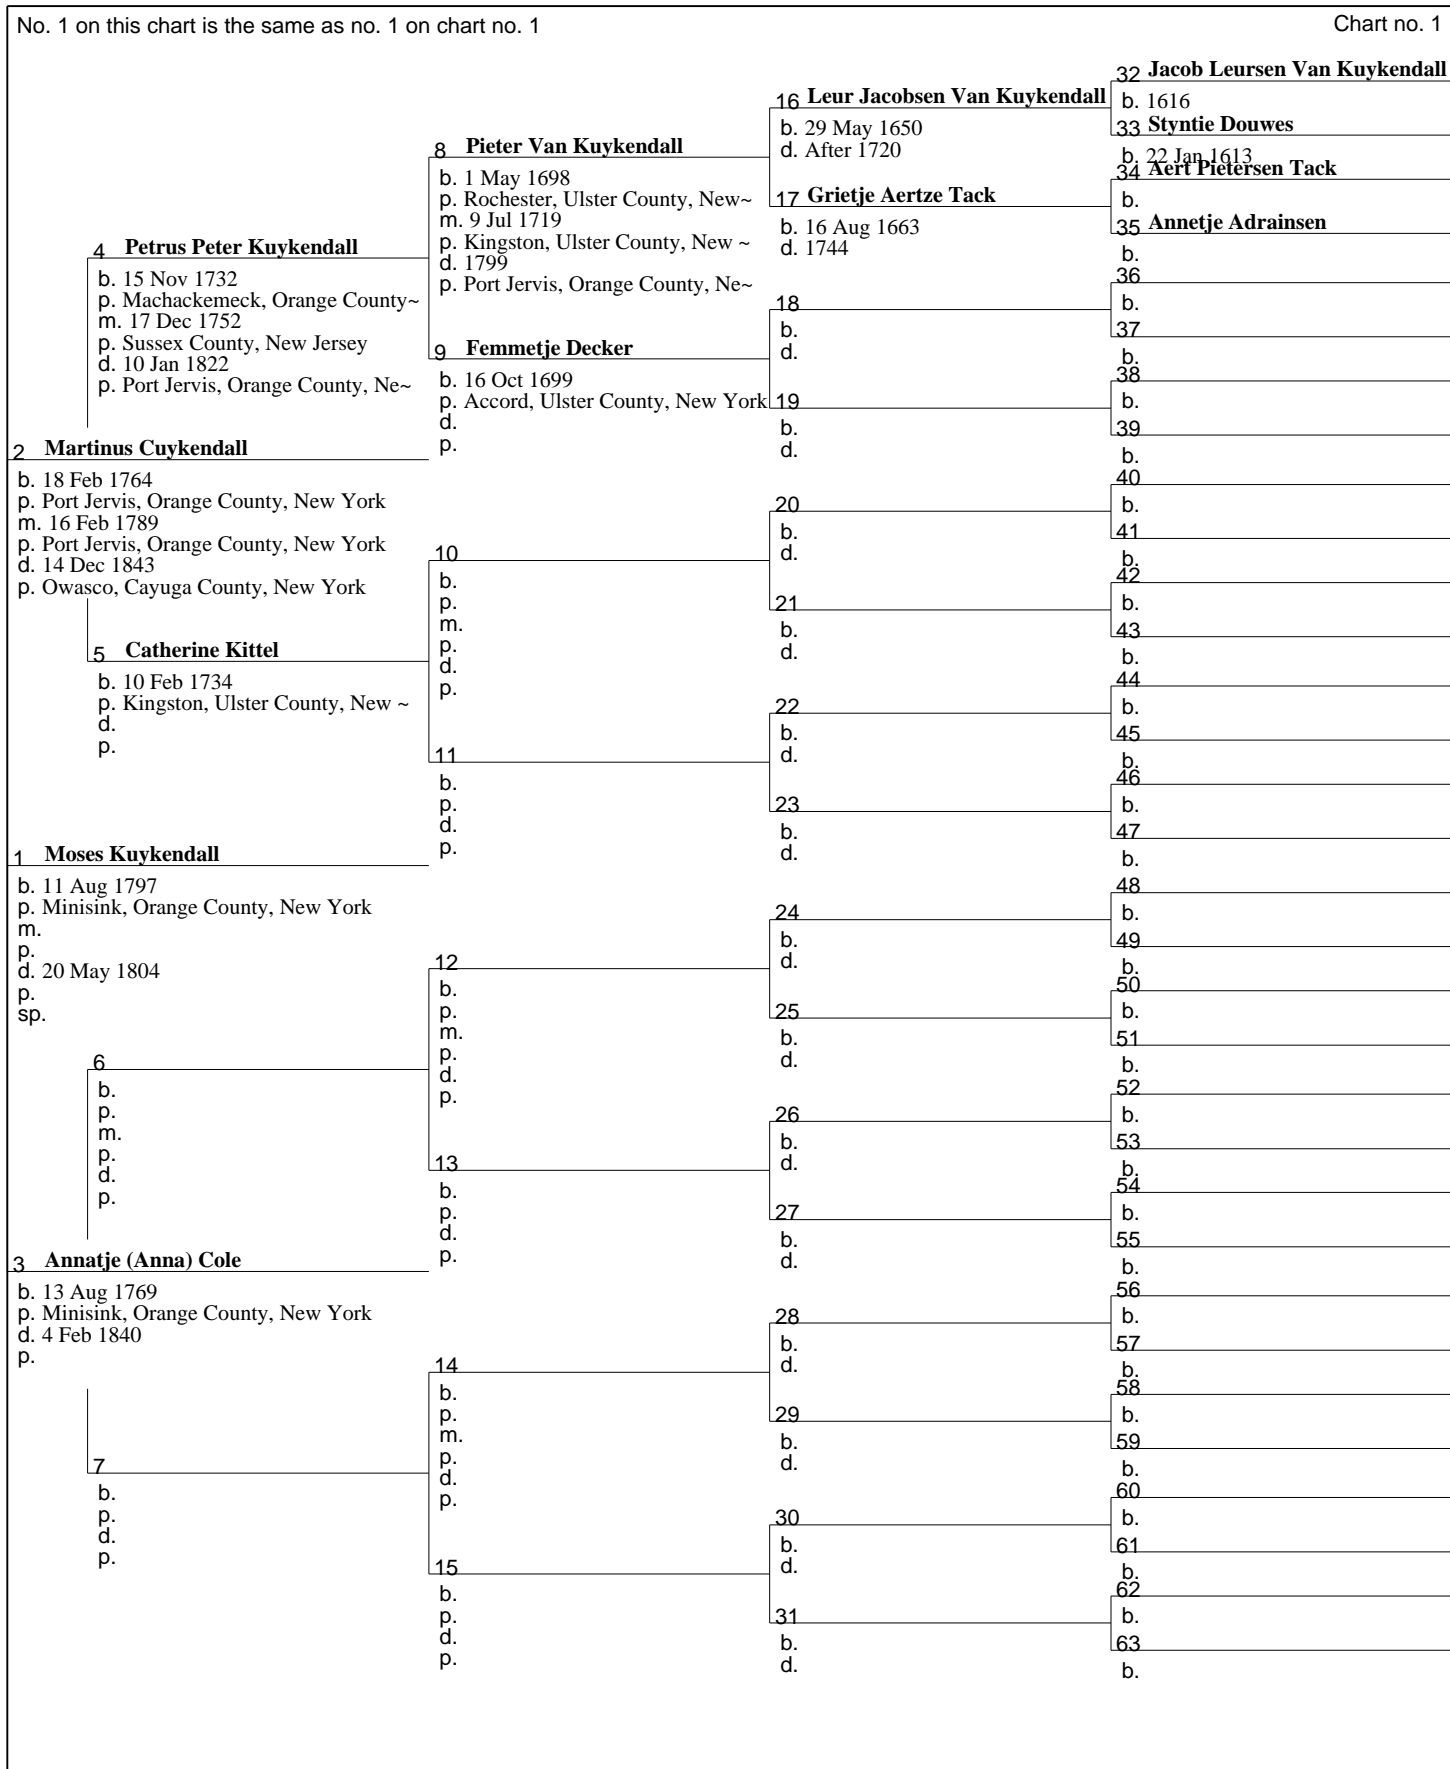 No. 1 on this chart is the same as no. 1 on chart no. 1
Chart no. 1
1 Moses Kuykendall
b. 11 Aug 1797
p. Minisink, Orange County, New York
m.
p.
d. 20 May 1804
p.
sp.
2 Martinus Cuykendall
b. 18 Feb 1764
p. Port Jervis, Orange County, New York
m. 16 Feb 1789
p. Port Jervis, Orange County, New York
d. 14 Dec 1843
p. Owasco, Cayuga County, New York
3 Annatje (Anna) Cole
b. 13 Aug 1769
p. Minisink, Orange County, New York
d. 4 Feb 1840
p.
4 Petrus Peter Kuykendall
b. 15 Nov 1732
p. Machackemeck, Orange County~
m. 17 Dec 1752
p. Sussex County, New Jersey
d. 10 Jan 1822
p. Port Jervis, Orange County, Ne~
5 Catherine Kittel
b. 10 Feb 1734
p. Kingston, Ulster County, New ~
d.
p.
6
b.
p.
m.
p.
d.
p.
7
b.
p.
d.
p.
8 Pieter Van Kuykendall
b. 1 May 1698
p. Rochester, Ulster County, New~
m. 9 Jul 1719
p. Kingston, Ulster County, New ~
d. 1799
p. Port Jervis, Orange County, Ne~
9 Femmetje Decker
b. 16 Oct 1699
p. Accord, Ulster County, New York
d.
p.
10
b.
p.
m.
p.
d.
p.
11
b.
p.
d.
p.
12
b.
p.
m.
p.
d.
p.
13
b.
p.
d.
p.
14
b.
p.
m.
p.
d.
p.
15
b.
p.
d.
p.
16 Leur Jacobsen Van Kuykendall
b. 29 May 1650
d. After 1720
17 Grietje Aertze Tack
b. 16 Aug 1663
d. 1744
18
b.
d.
19
b.
d.
20
b.
d.
21
b.
d.
22
b.
d.
23
b.
d.
24
b.
d.
25
b.
d.
26
b.
d.
27
b.
d.
28
b.
d.
29
b.
d.
30
b.
d.
31
b.
d.
32 Jacob Leursen Van Kuykendall
b. 1616
33 Styntie Douwes
b. 22 Jan 1613
34 Aert Pietersen Tack
b.
35 Annetje Adrainsen
b.
36
b.
37
b.
38
b.
39
b.
40
b.
41
b.
42
b.
43
b.
44
b.
45
b.
46
b.
47
b.
48
b.
49
b.
50
b.
51
b.
52
b.
53
b.
54
b.
55
b.
56
b.
57
b.
58
b.
59
b.
60
b.
61
b.
62
b.
63
b.